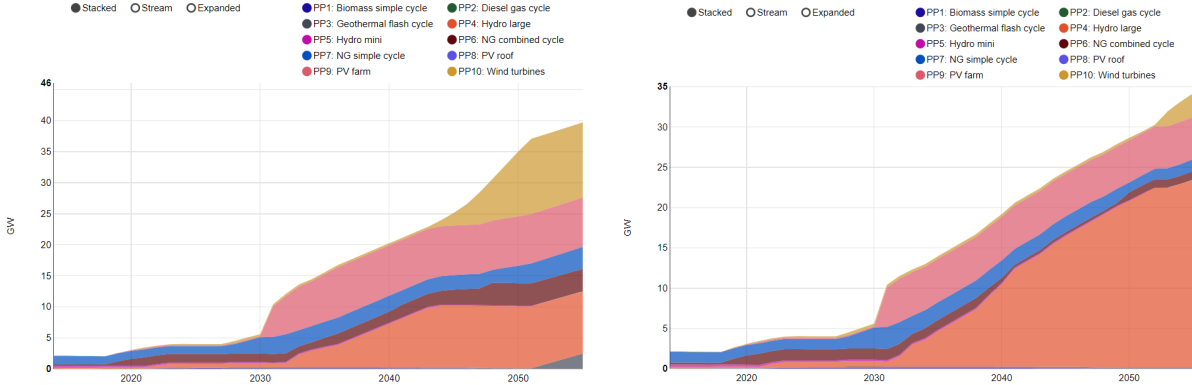 Stacked Stream Expanded
PP1: Biomass simple cycle PP2: Diesel gas cycle
PP3: Geothermal flash cycle PP4: Hydro large
PP5: Hydro mini PP6: NG combined cycle
PP7: NG simple cycle PP8: PV roof
PP9: PV farm PP10: Wind turbines
46
40
35
30
25
20
15
10
5
0
GW
2020 2030 2040 2050
Stacked Stream Expanded
PP1: Biomass simple cycle PP2: Diesel gas cycle
PP3: Geothermal flash cycle PP4: Hydro large
PP5: Hydro mini PP6: NG combined cycle
PP7: NG simple cycle PP8: PV roof
PP9: PV farm PP10: Wind turbines
35
30
25
20
15
10
5
0
GW
2020 2030 2040 2050